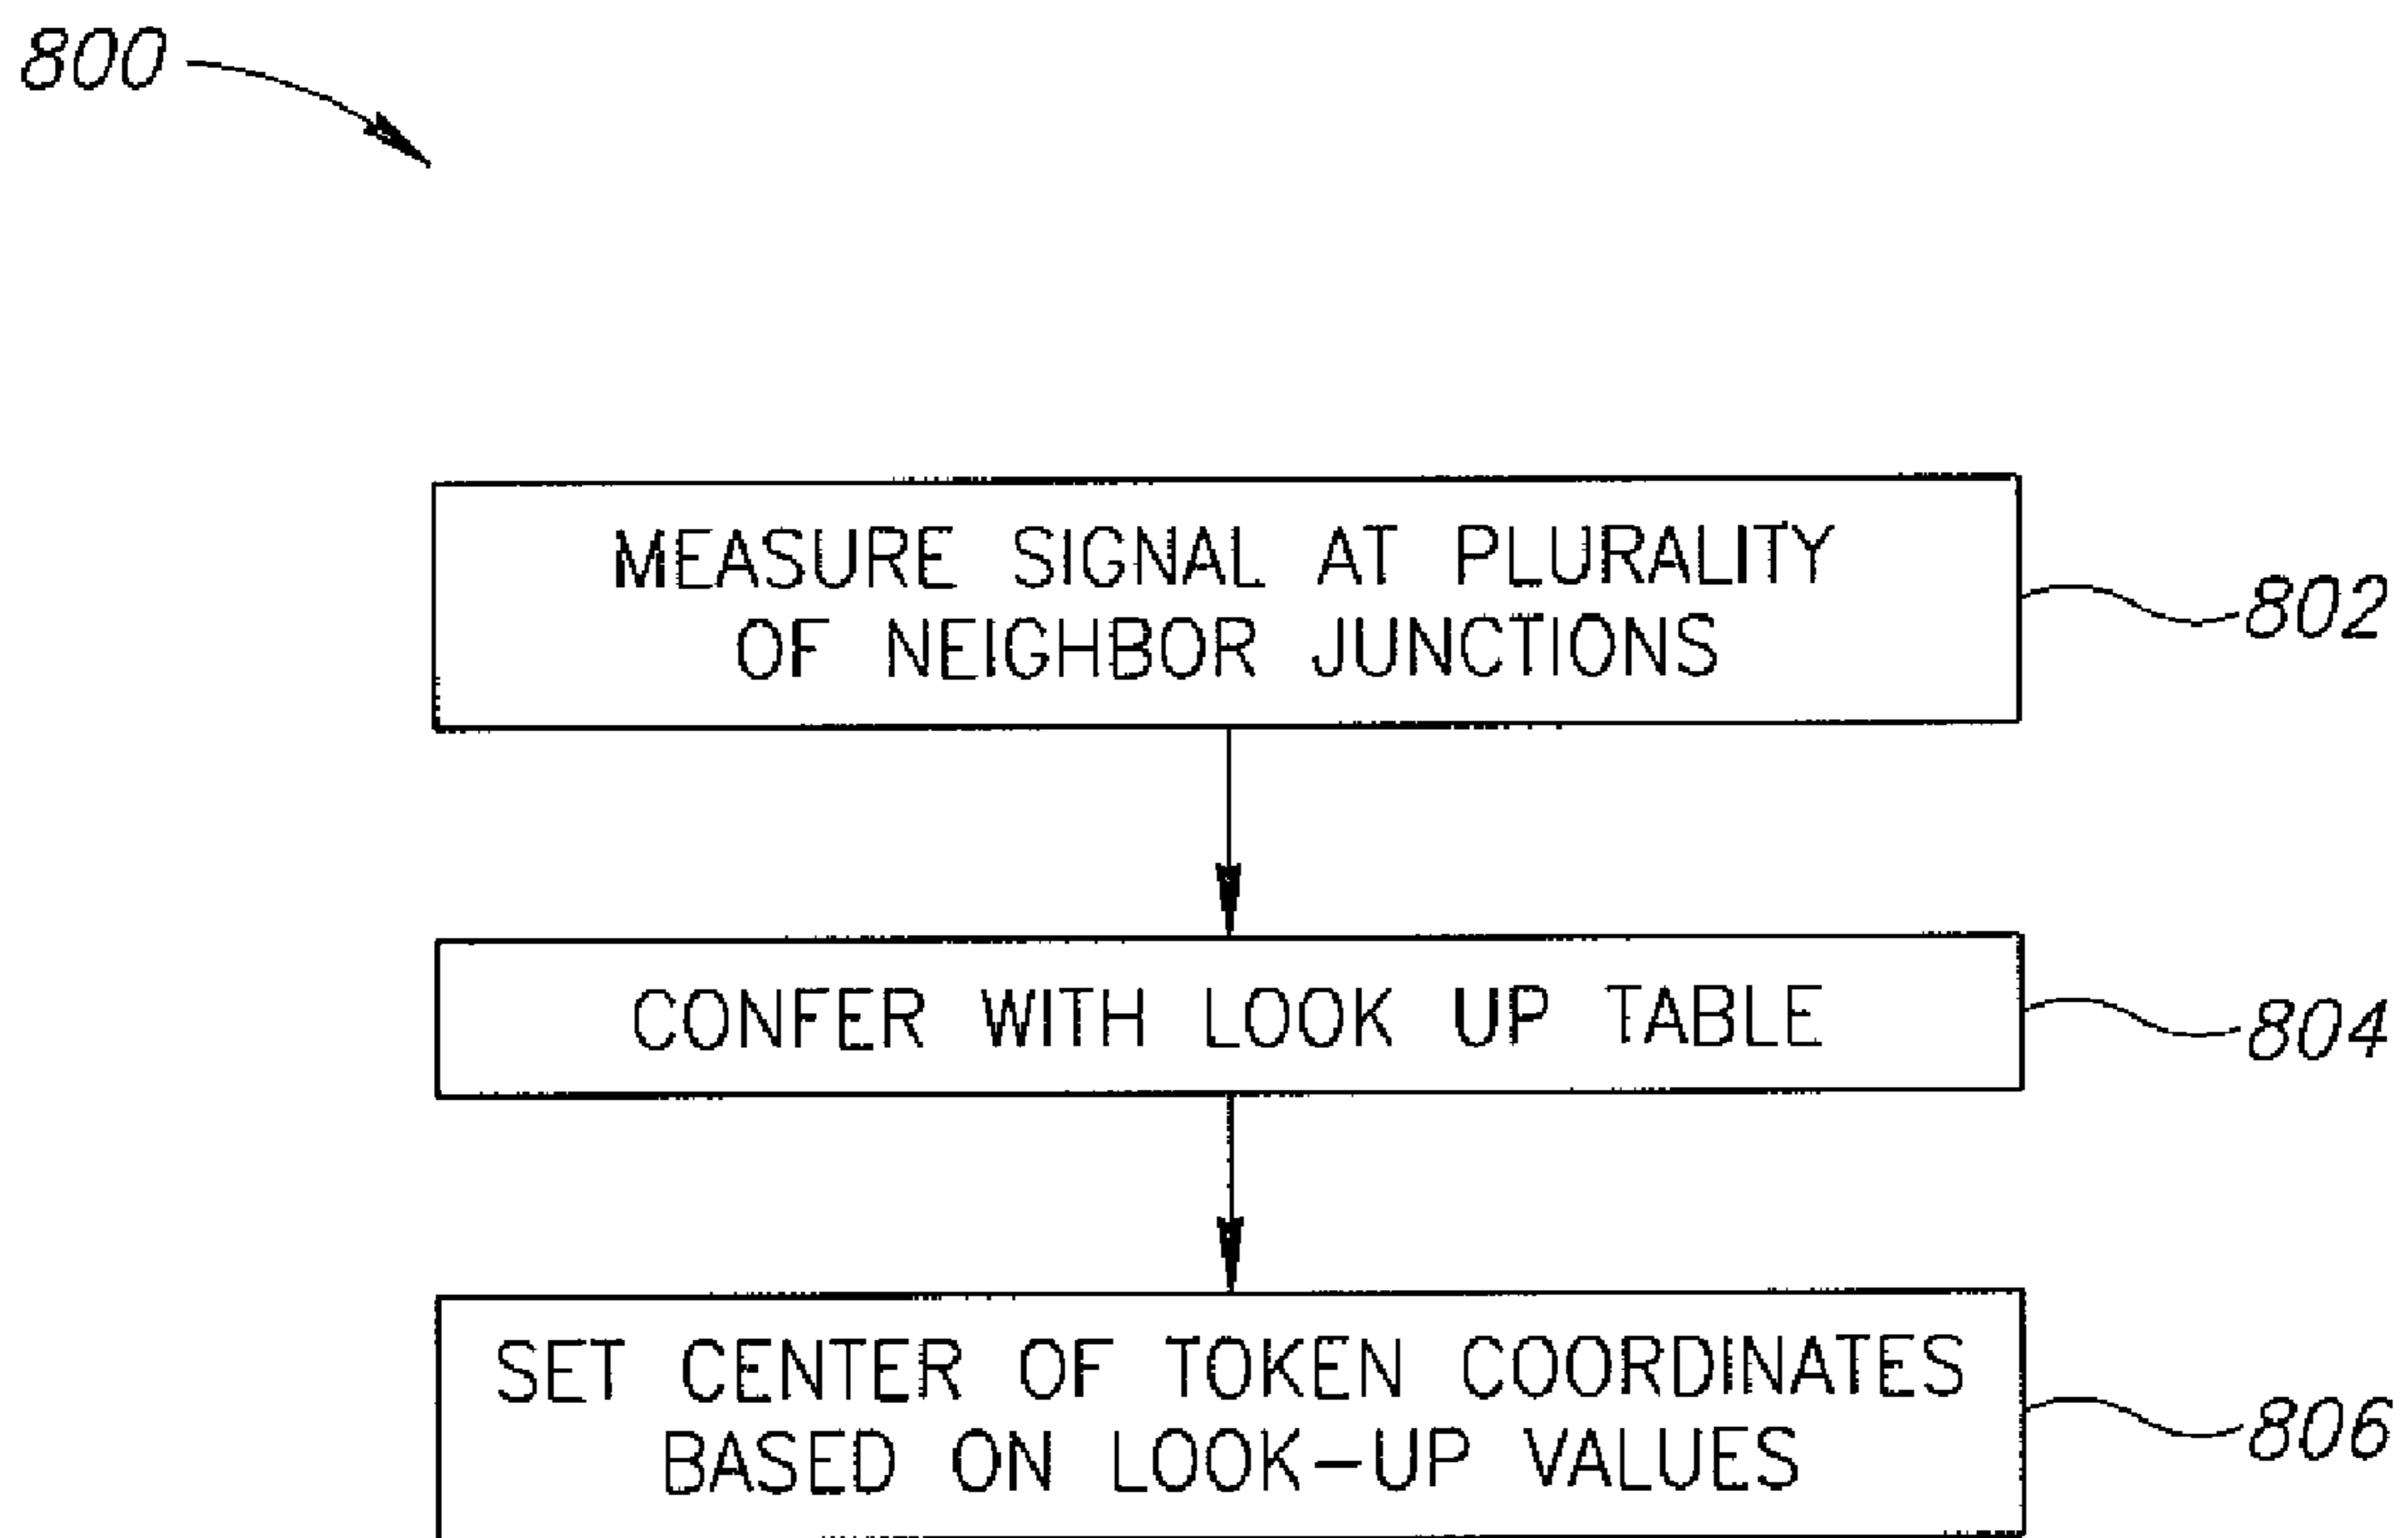 800
MEASURE SIGNAL AT PLURALITY
OF NEIGHBOR JUNCTIONS
802
CONFER WITH LOOK UP TABLE
804
SET CENTER OF TOKEN COORDINATES
BASED ON LOOK-UP VALUES
806